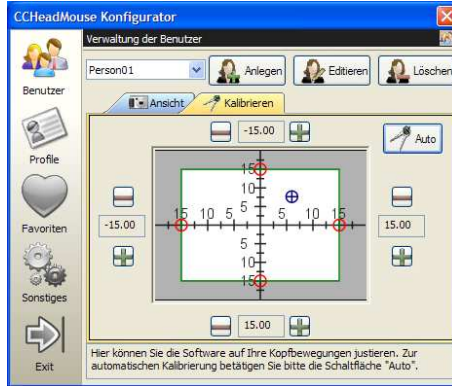 CCHeadMouse Konfigurator
Verwaltung der Benutzer
Person01 Anlegen Editieren Löschen
Benutzer
Ansicht Kalibrieren
-15.00
Auto
Profile
15
10
5
-15.00 15 10 5 5 10 15 15.00
5
10
15
Favoriten
Sonstiges
15.00
Exit
Hier können Sie die Software auf Ihre Kopfbewegungen justieren. Zur
automatischen Kalibrierung betätigen Sie bitte die Schaltfläche "Auto".